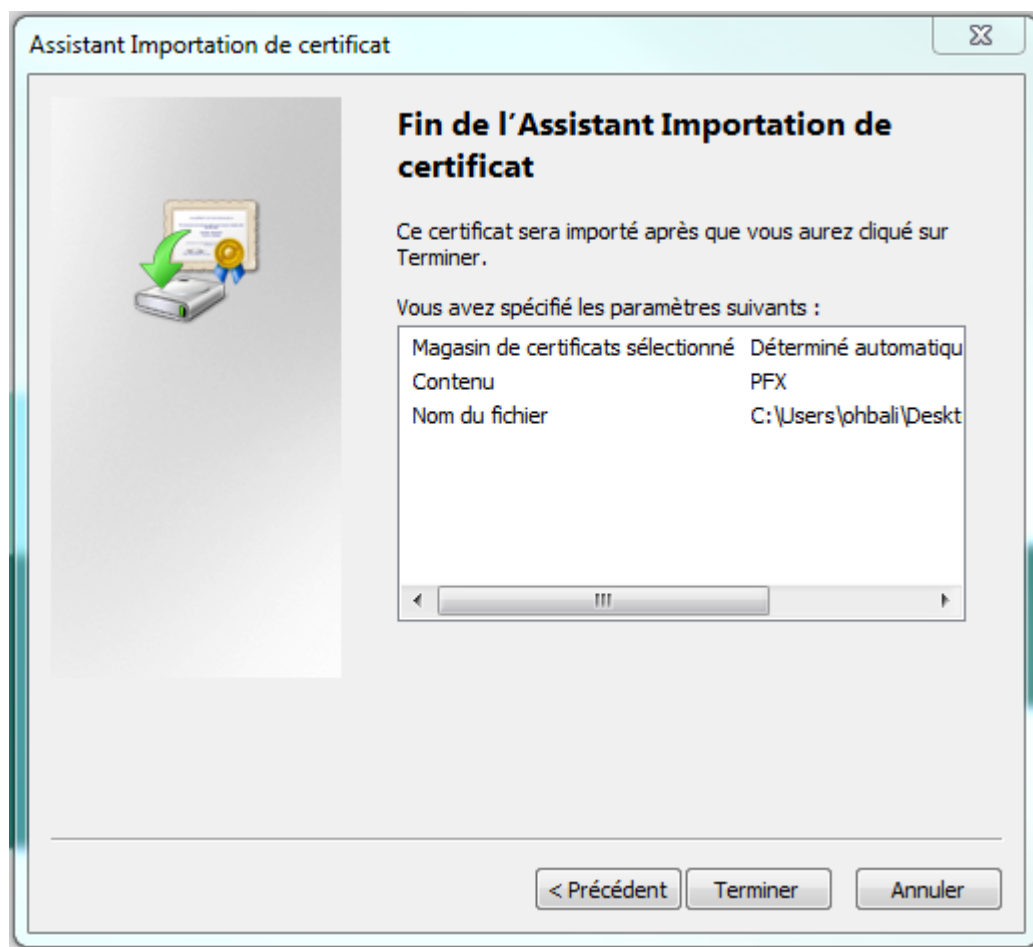 Assistant Importation de certificat
Fin de l’Assistant Importation de
certificat
Ce certificat sera importé après que vous aurez cliqué sur
Terminer.
Vous avez spécifié les paramètres suivants :
Magasin de certificats sélectionné Déterminé automatiqu
Contenu PFX
Nom du fichier C:\Users\ohbali\Deskt
< Précédent Terminer Annuler